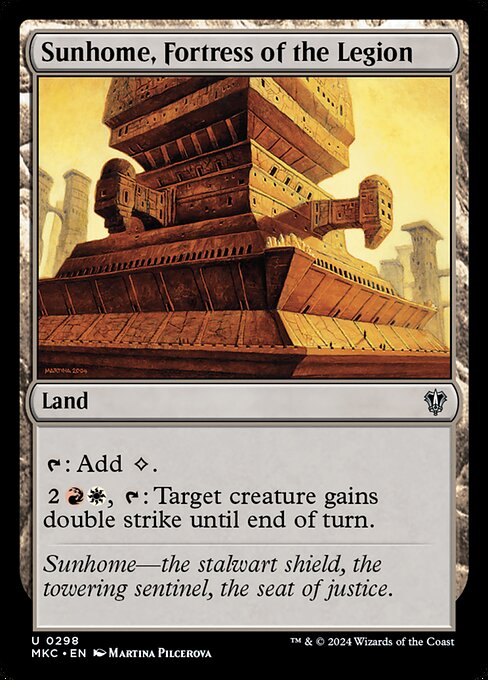 Sunhome, Fortress of the Legion
MARTINA 2004
Land
: Add .
2 , : Target creature gains
double strike until end of turn.
Sunhome—the stalwart shield, the
towering sentinel, the seat of justice.
U 0298
™ & © 2024 Wizards of the Coast
MKC • EN MARTINA PILCEROVA